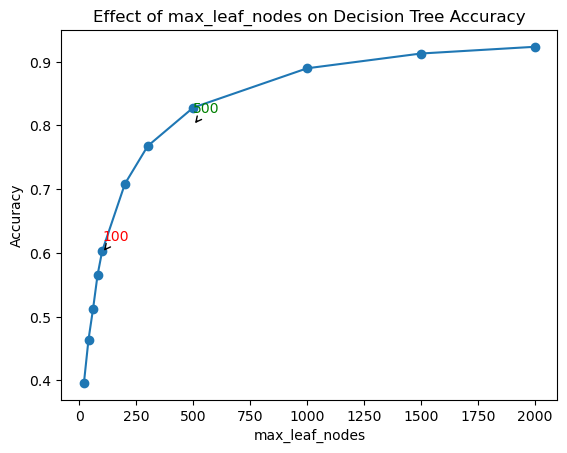 Effect of max_leaf_nodes on Decision Tree Accuracy
Accuracy
0.9
0.8
0.7
0.6
0.5
0.4
500
100
0 250 500 750 1000 1250 1500 1750 2000
max_leaf_nodes